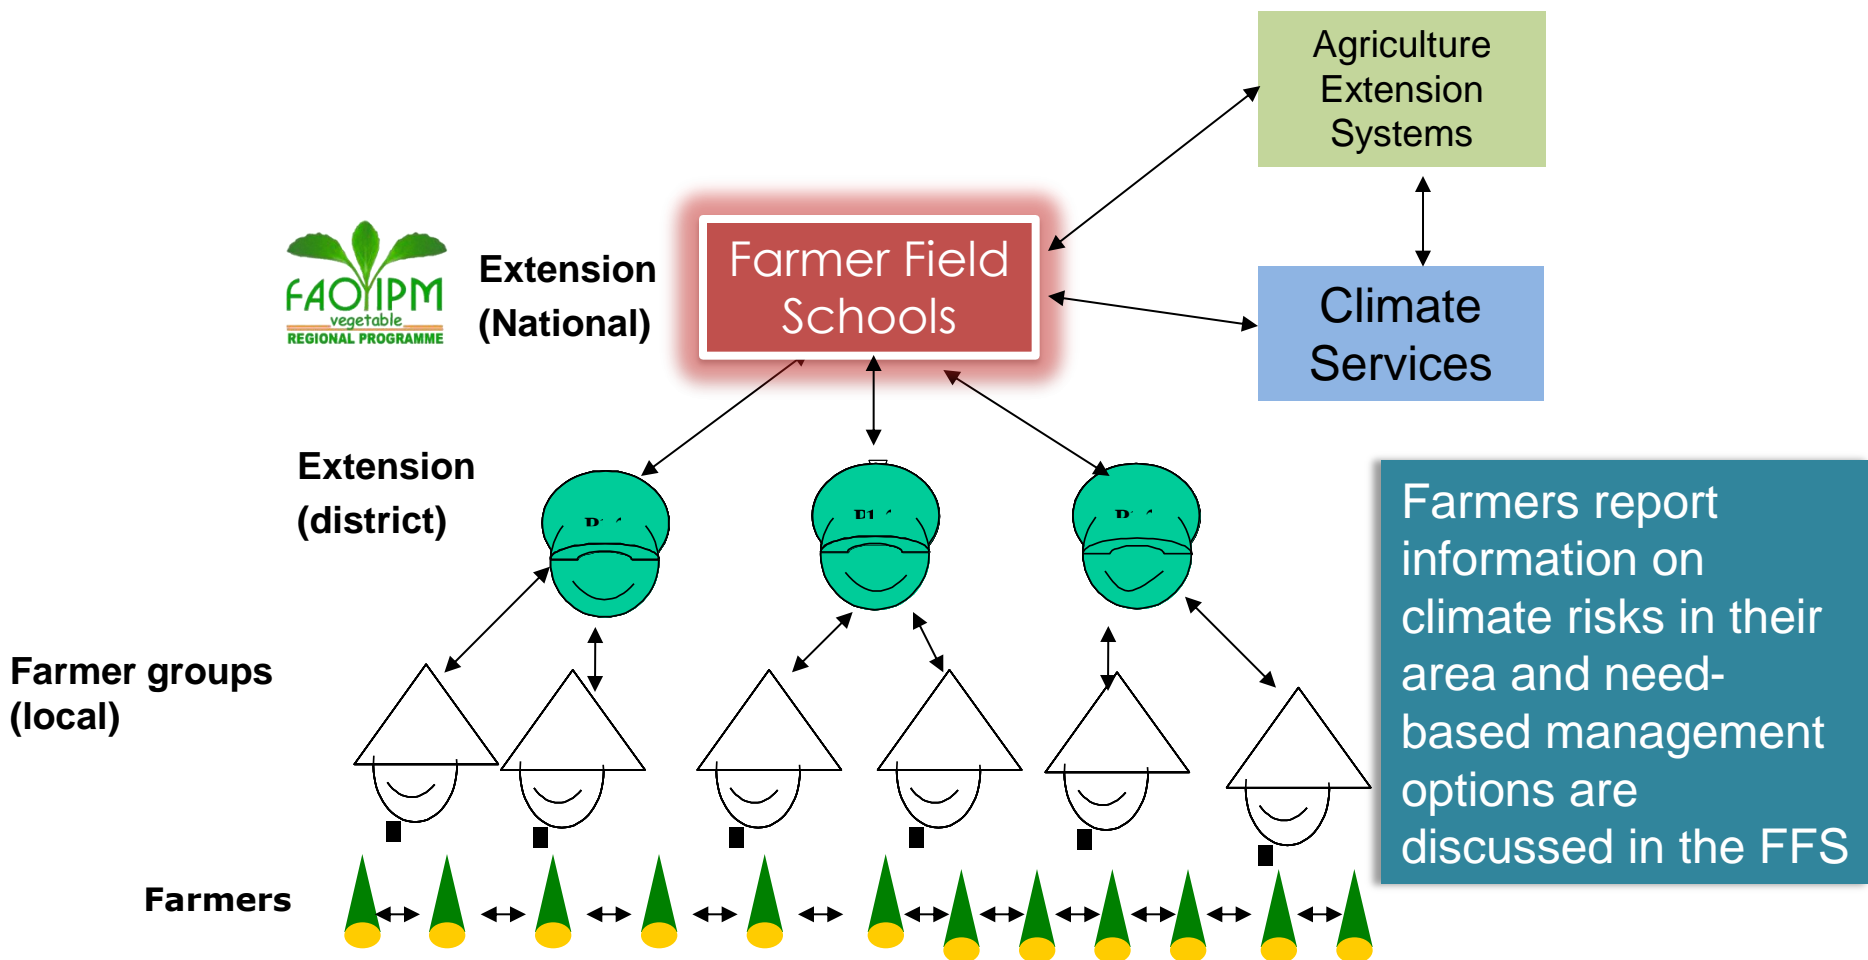 Agriculture
Extension
Systems
FAO IPM
vegetable
REGIONAL PROGRAMME
Extension
(National)
Farmer Field
Schools
Climate
Services
Extension
(district)
Farmers report
information on
climate risks in their
area and need-
based management
options are
discussed in the FFS
Farmer groups
(local)
Farmers